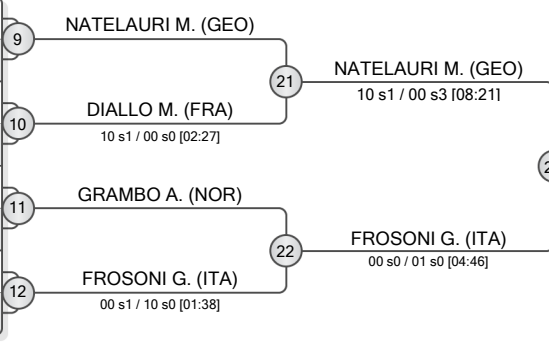 9
NATELAURI M. (GEO)
21
NATELAURI M. (GEO)
10 s1 / 00 s3 [08:21]
10
DIALLO M. (FRA)
10 s1 / 00 s0 [02:27]
11
GRAMBO A. (NOR)
22
FROSONI G. (ITA)
00 s0 / 01 s0 [04:46]
12
FROSONI G. (ITA)
00 s1 / 10 s0 [01:38]